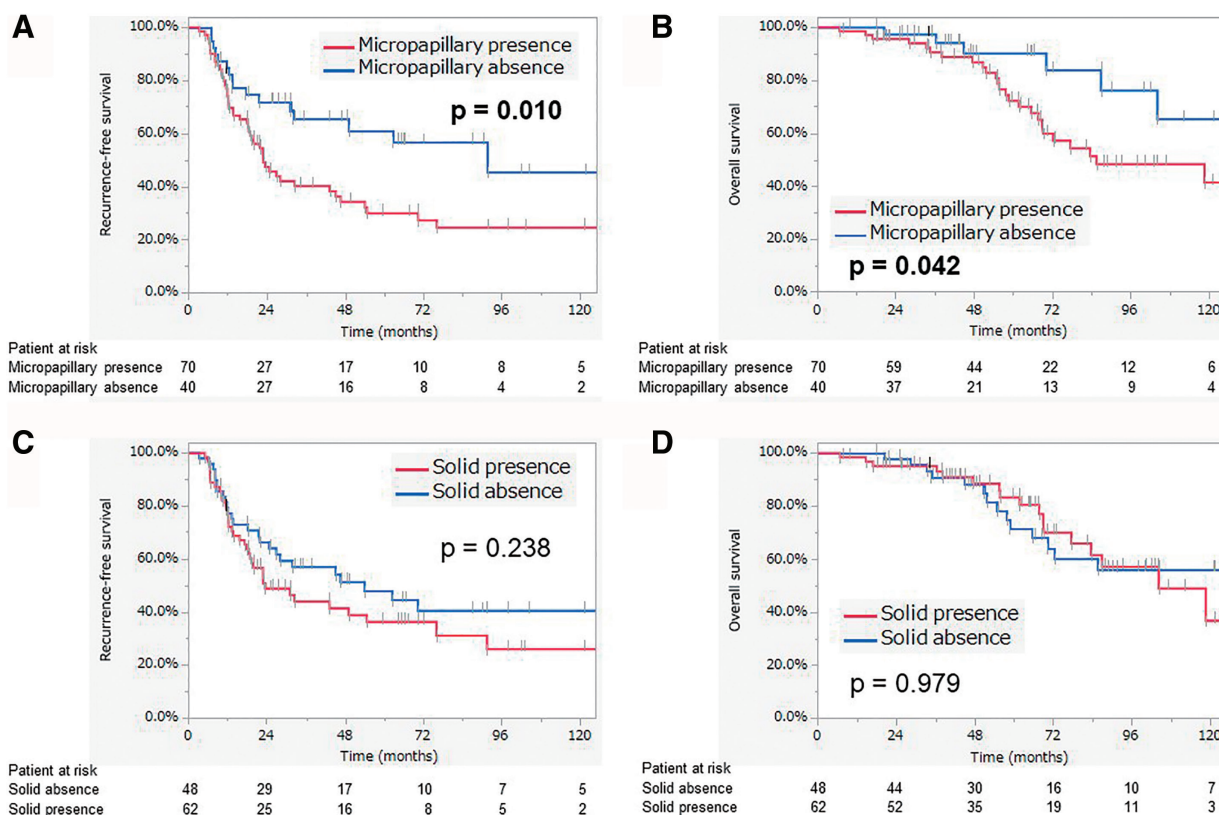 A
Recurrence-free survival
100.0%
80.0%
60.0%
40.0%
20.0%
0.0%
Micropapillary presence
Micropapillary absence
p = 0.010
0 24 48 72 96 120
Time (months)
Patient at risk
Micropapillary presence 70 27 17 10 8 5
Micropapillary absence 40 27 16 8 4 2
B
Overall survival
100.0%
80.0%
60.0%
40.0%
20.0%
0.0%
Micropapillary presence
Micropapillary absence
p = 0.042
0 24 48 72 96 120
Time (months)
Patient at risk
Micropapillary presence 70 59 44 22 12 6
Micropapillary absence 40 37 21 13 9 4
C
Recurrence-free survival
100.0%
80.0%
60.0%
40.0%
20.0%
0.0%
Solid presence
Solid absence
p = 0.238
0 24 48 72 96 120
Time (months)
Patient at risk
Solid absence 48 29 17 10 7 5
Solid presence 62 25 16 8 5 2
D
Overall survival
100.0%
80.0%
60.0%
40.0%
20.0%
0.0%
Solid presence
Solid absence
p = 0.979
0 24 48 72 96 120
Time (months)
Patient at risk
Solid absence 48 44 30 16 10 7
Solid presence 62 52 35 19 11 3